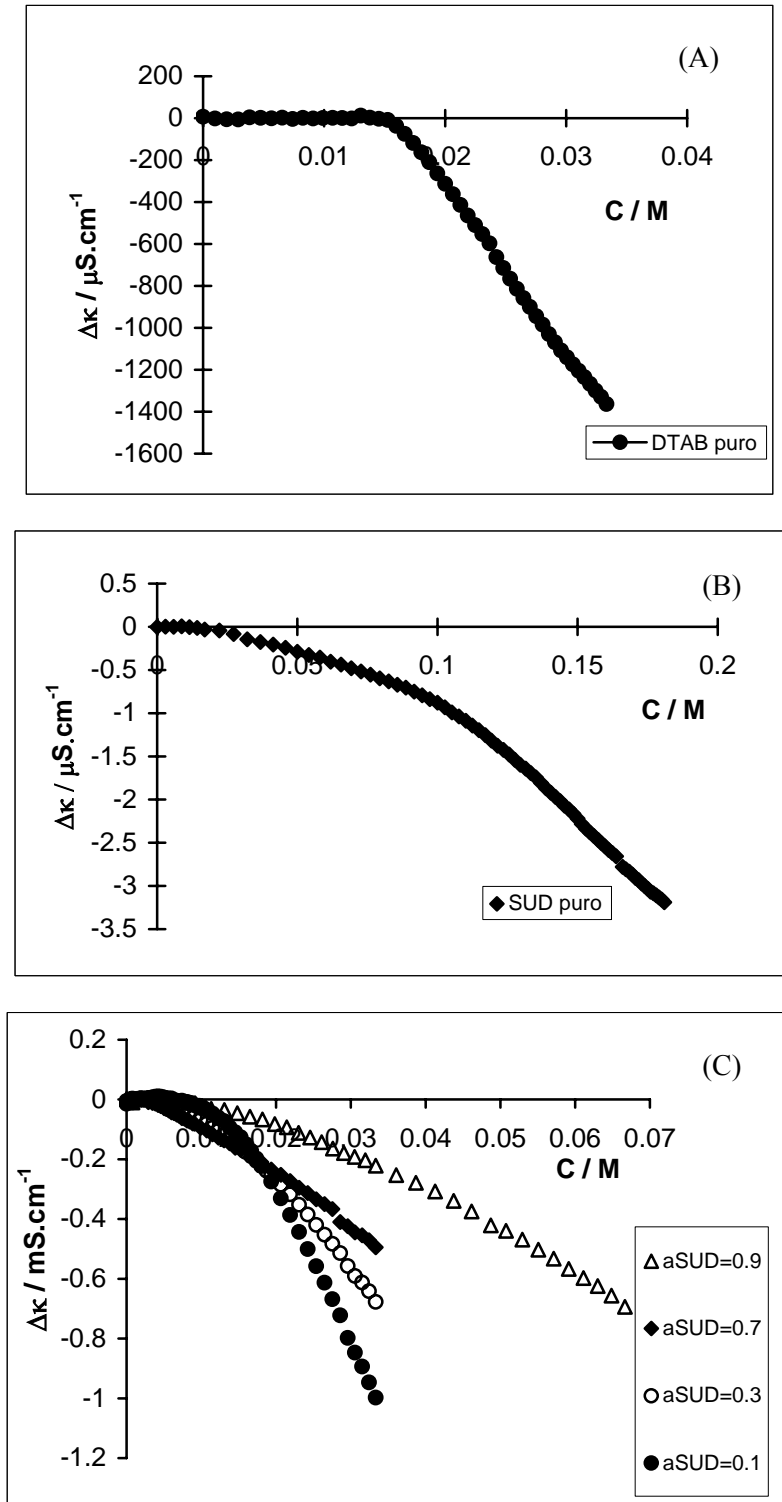 (A)
200
0
-200
-400
-600
-800
-1000
-1200
-1400
-1600
0 0.01 0.02 0.03 0.04
C / M
Δκ / μS.cm-1
DTAB puro
(B)
0.5
0
-0.5
-1
-1.5
-2
-2.5
-3
-3.5
0 0.05 0.1 0.15 0.2
C / M
Δκ / μS.cm-1
SUD puro
(C)
0.2
0
-0.2
-0.4
-0.6
-0.8
-1
-1.2
0 0.01 0.02 0.03 0.04 0.05 0.06 0.07
C / M
Δκ / mS.cm-1
aSUD=0.9
aSUD=0.7
aSUD=0.3
aSUD=0.1